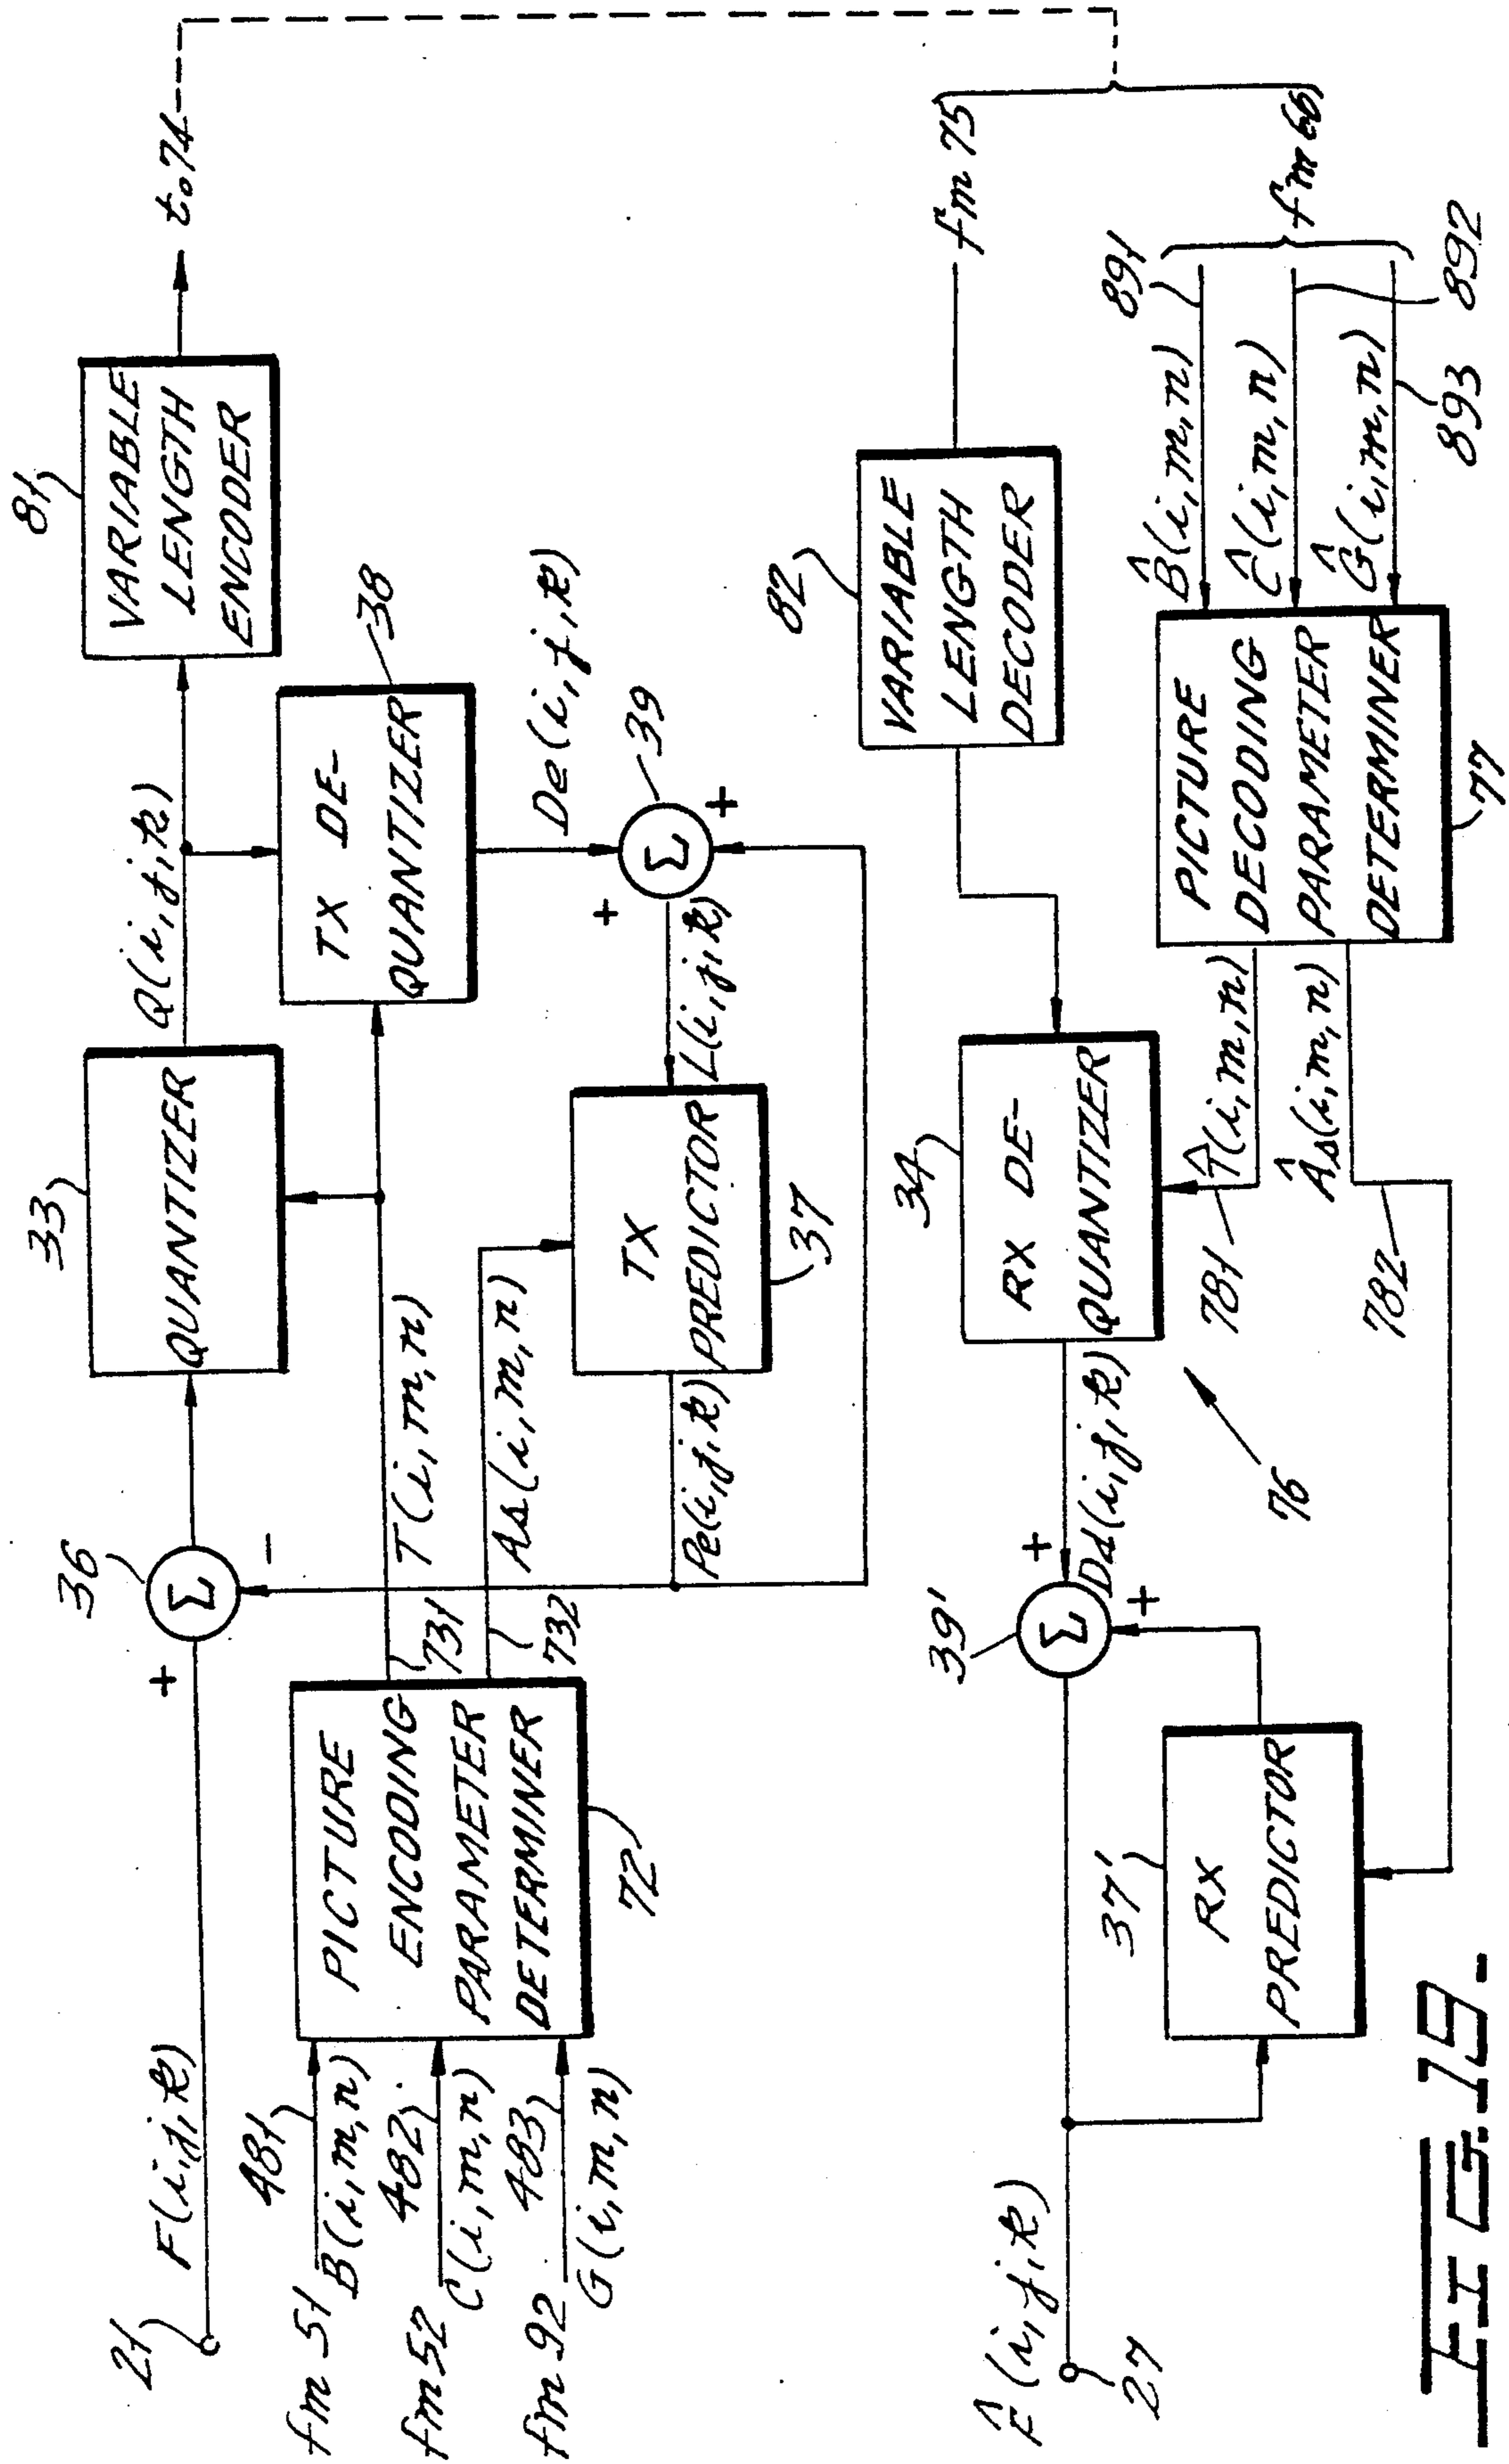 21
F(i,j,k)
+
36
Σ
-
33
QUANTIZER
Q(i,j,k)
81
VARIABLE
LENGTH
ENCODER
to 74
fm 51
481
B(i,m,n)
fm 52
482
C(i,m,n)
fm 92
483
G(i,m,n)
PICTURE
ENCODING
PARAMETER
DETERMINER
72
731
T(i,m,n)
732
As(i,m,n)
TX DE-
QUANTIZER
38
De(i,j,k)
Σ
39
+
+
L(i,j,k)
TX
PREDICTOR
37
Pe(i,j,k)
F̂(i,j,k)
27
39'
Σ
+
+
Dd(i,j,k)
34
RX DE-
QUANTIZER
82
VARIABLE
LENGTH
DECODER
fm 75
37'
RX
PREDICTOR
76
781
T̂(i,m,n)
782
Âs(i,m,n)
PICTURE
DECODING
PARAMETER
DETERMINER
77
B̂(i,m,n)
891
Ĉ(i,m,n)
892
Ĝ(i,m,n)
893
fm 66
FIG.19.